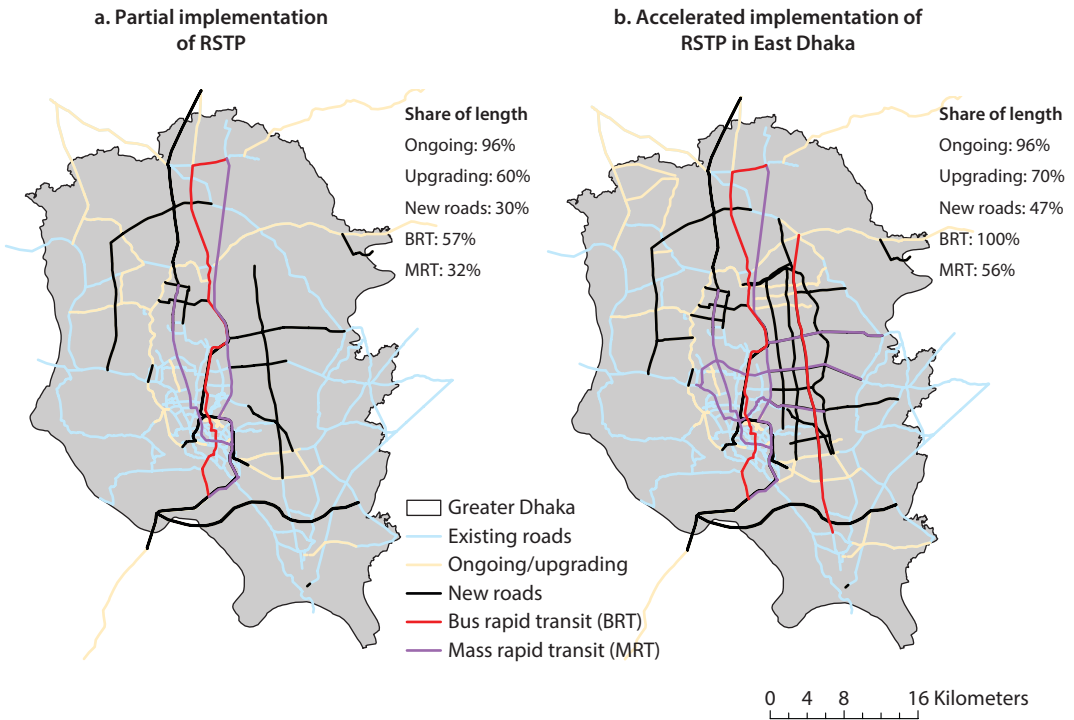 a. Partial implementation
of RSTP
b. Accelerated implementation of
RSTP in East Dhaka
Share of length
Ongoing: 96%
Upgrading: 60%
New roads: 30%
BRT: 57%
MRT: 32%
Share of length
Ongoing: 96%
Upgrading: 70%
New roads: 47%
BRT: 100%
MRT: 56%
Greater Dhaka
Existing roads
Ongoing/upgrading
New roads
Bus rapid transit (BRT)
Mass rapid transit (MRT)
0 4 8 16 Kilometers